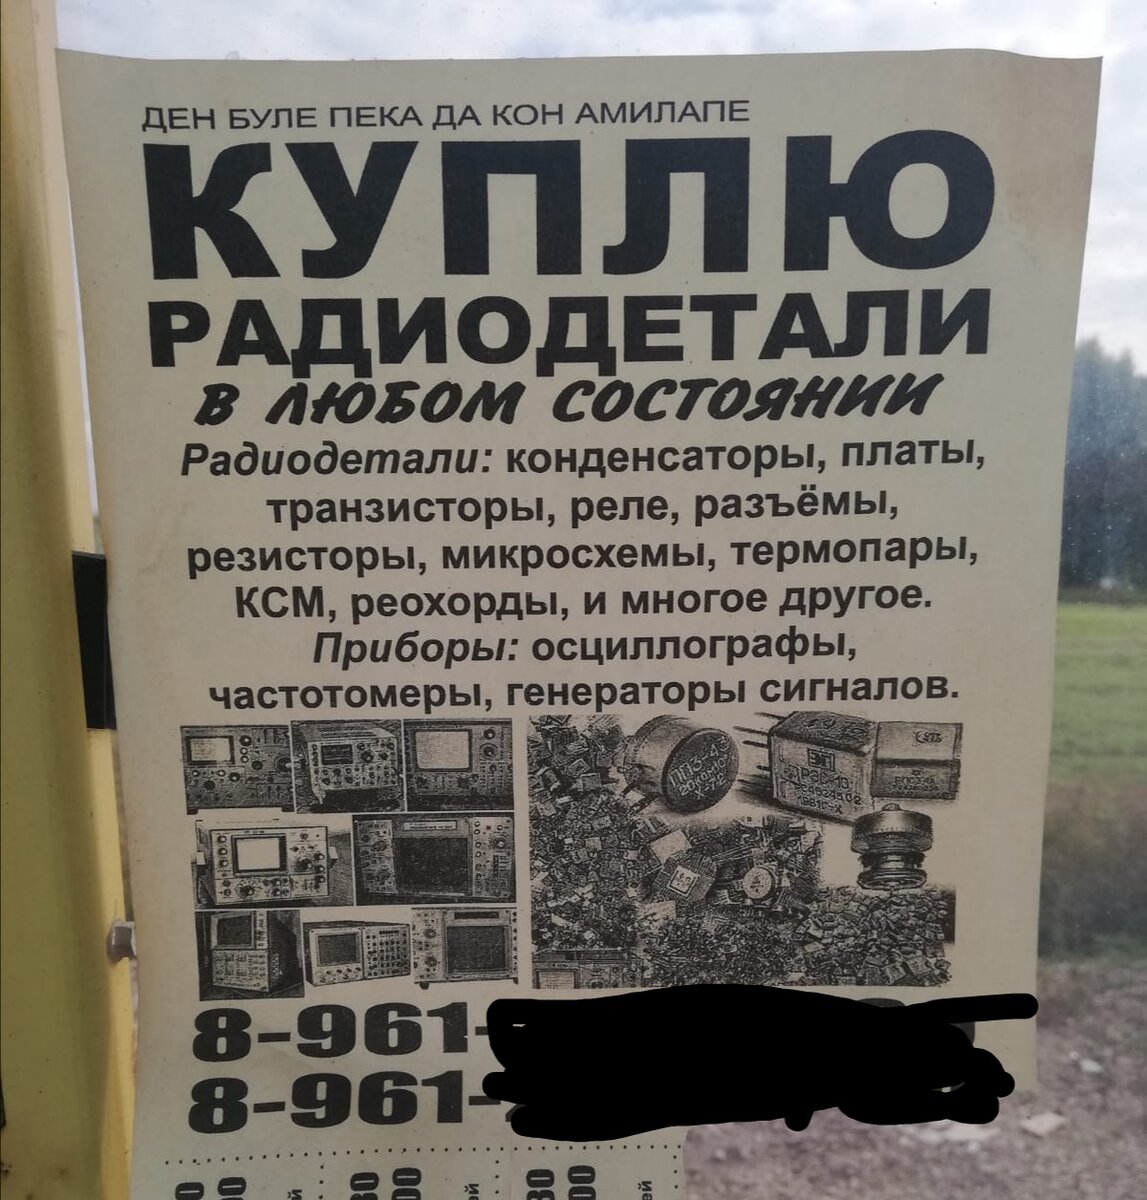 ДЕН БУЛЕ ПЕКА ДА КОН АМИЛАПЕ
КУПЛЮ
РАДИОДЕТАЛИ
В ЛЮБОМ СОСТОЯНИИ
Радиодетали: конденсаторы, платы,
транзисторы, реле, разъёмы,
резисторы, микросхемы, термопары,
КСМ, реохорды, и многое другое.
Приборы: осциллографы,
частотомеры, генераторы сигналов.
8-961-
8-961-